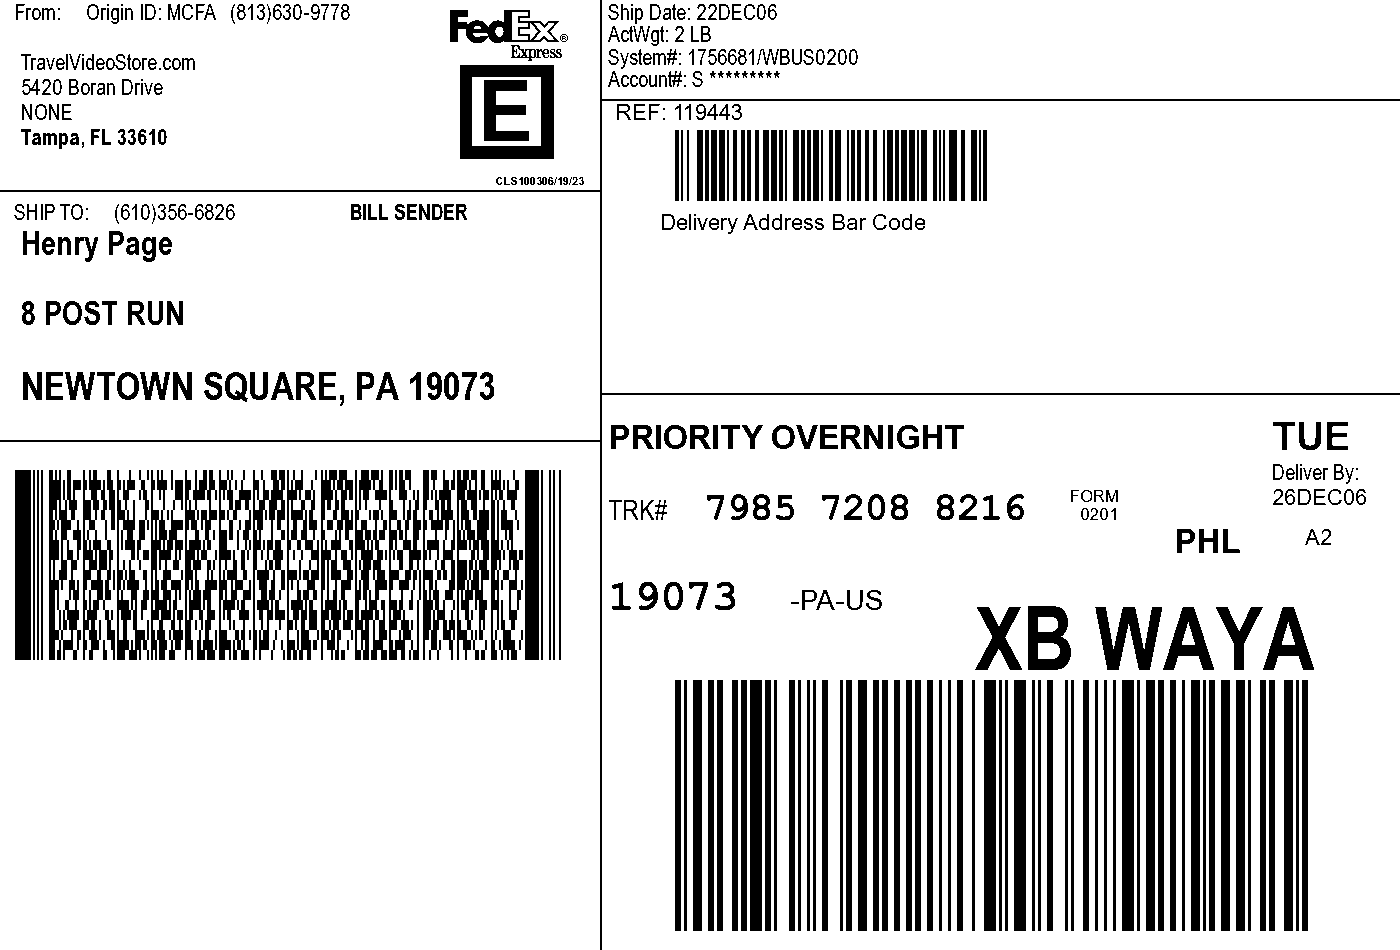 From: Origin ID: MCFA (813)630-9778
TravelVideoStore.com
5420 Boran Drive
NONE
Tampa, FL 33610
FedEx®
Express
E
CLS100306/19/23
Ship Date: 22DEC06
ActWgt: 2 LB
System#: 1756681/WBUS0200
Account#: S *********
REF: 119443
Delivery Address Bar Code
SHIP TO: (610)356-6826 BILL SENDER
Henry Page
8 POST RUN
NEWTOWN SQUARE, PA 19073
PRIORITY OVERNIGHT
TUE
Deliver By:
26DEC06
TRK# 7985 7208 8216
FORM
0201
PHL A2
19073 -PA-US
XB WAYA